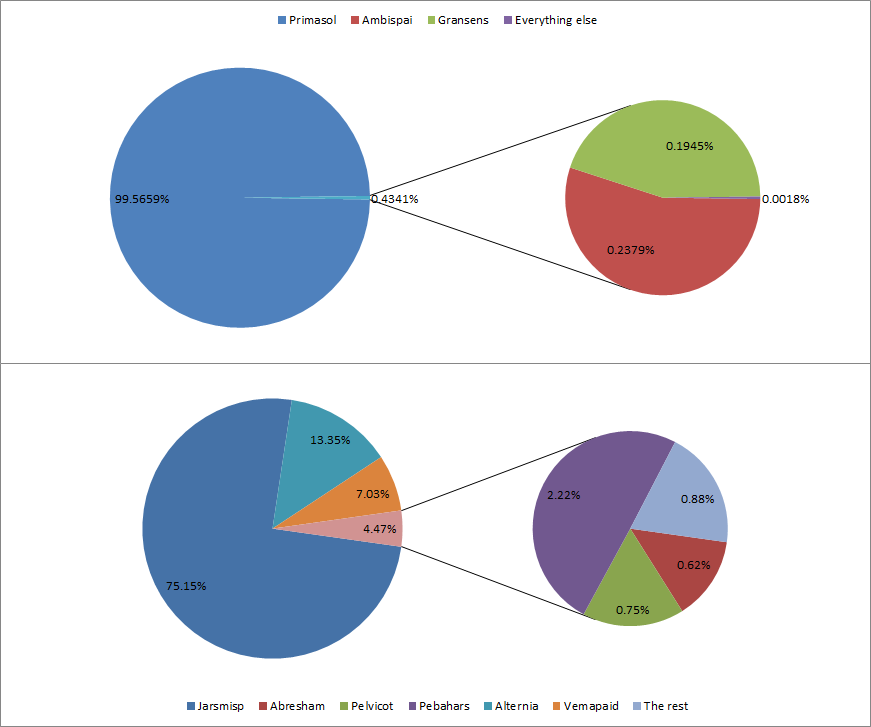 Primasol Ambispai Gransens Everything else
0.1945%
99.5659% 0.4341% 0.0018%
0.2379%
13.35%
7.03% 2.22% 0.88%
4.47%
0.62%
75.15%
0.75%
Jarsmisp Abresham Pelvicot Pebahars Alternia Vemapaid The rest